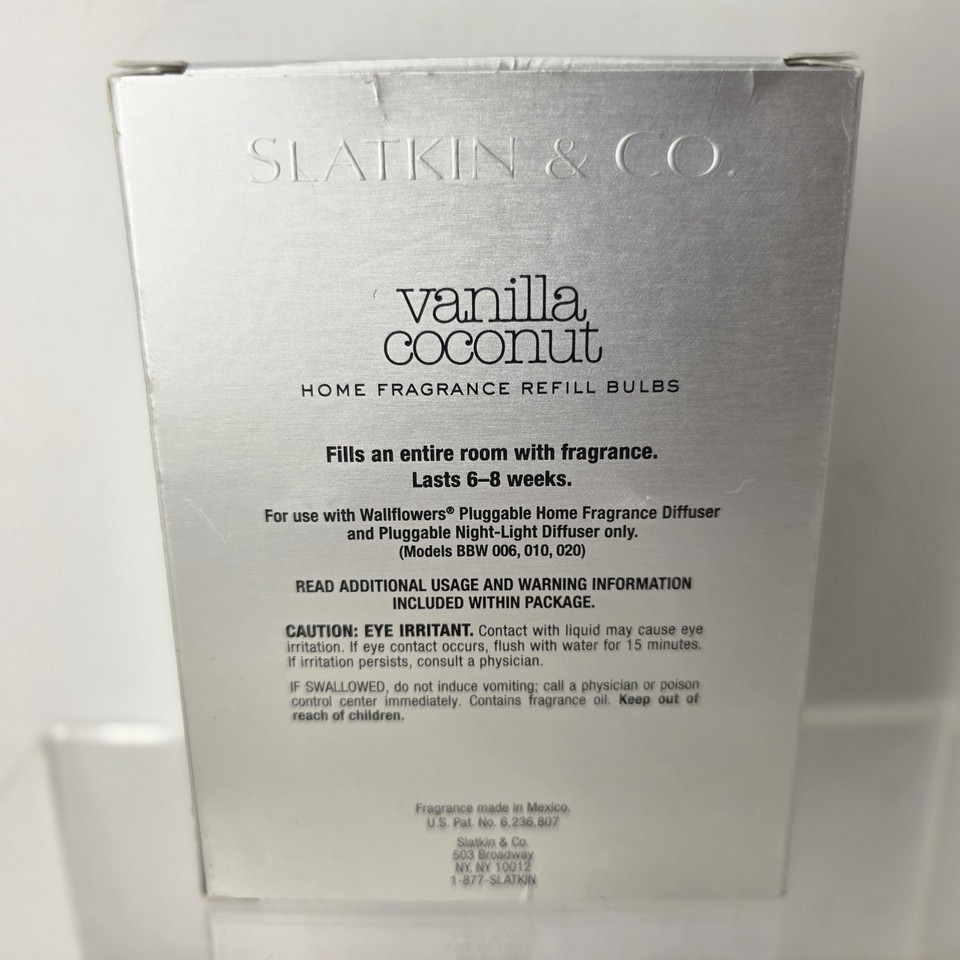 SLATKIN & CO.
vanilla
coconut
HOME FRAGRANCE REFILL BULBS
Fills an entire room with fragrance.
Lasts 6–8 weeks.
For use with Wallflowers® Pluggable Home Fragrance Diffuser
and Pluggable Night-Light Diffuser only.
(Models BBW 006, 010, 020)
READ ADDITIONAL USAGE AND WARNING INFORMATION
INCLUDED WITHIN PACKAGE.
CAUTION: EYE IRRITANT. Contact with liquid may cause eye
irritation. If eye contact occurs, flush with water for 15 minutes.
If irritation persists, consult a physician.
IF SWALLOWED, do not induce vomiting; call a physician or poison
control center immediately. Contains fragrance oil. Keep out of
reach of children.
Fragrance made in Mexico.
U.S. Pat. No. 6,236,807
Slatkin & Co.
503 Broadway
NY, NY 10012
1-877-SLATKIN